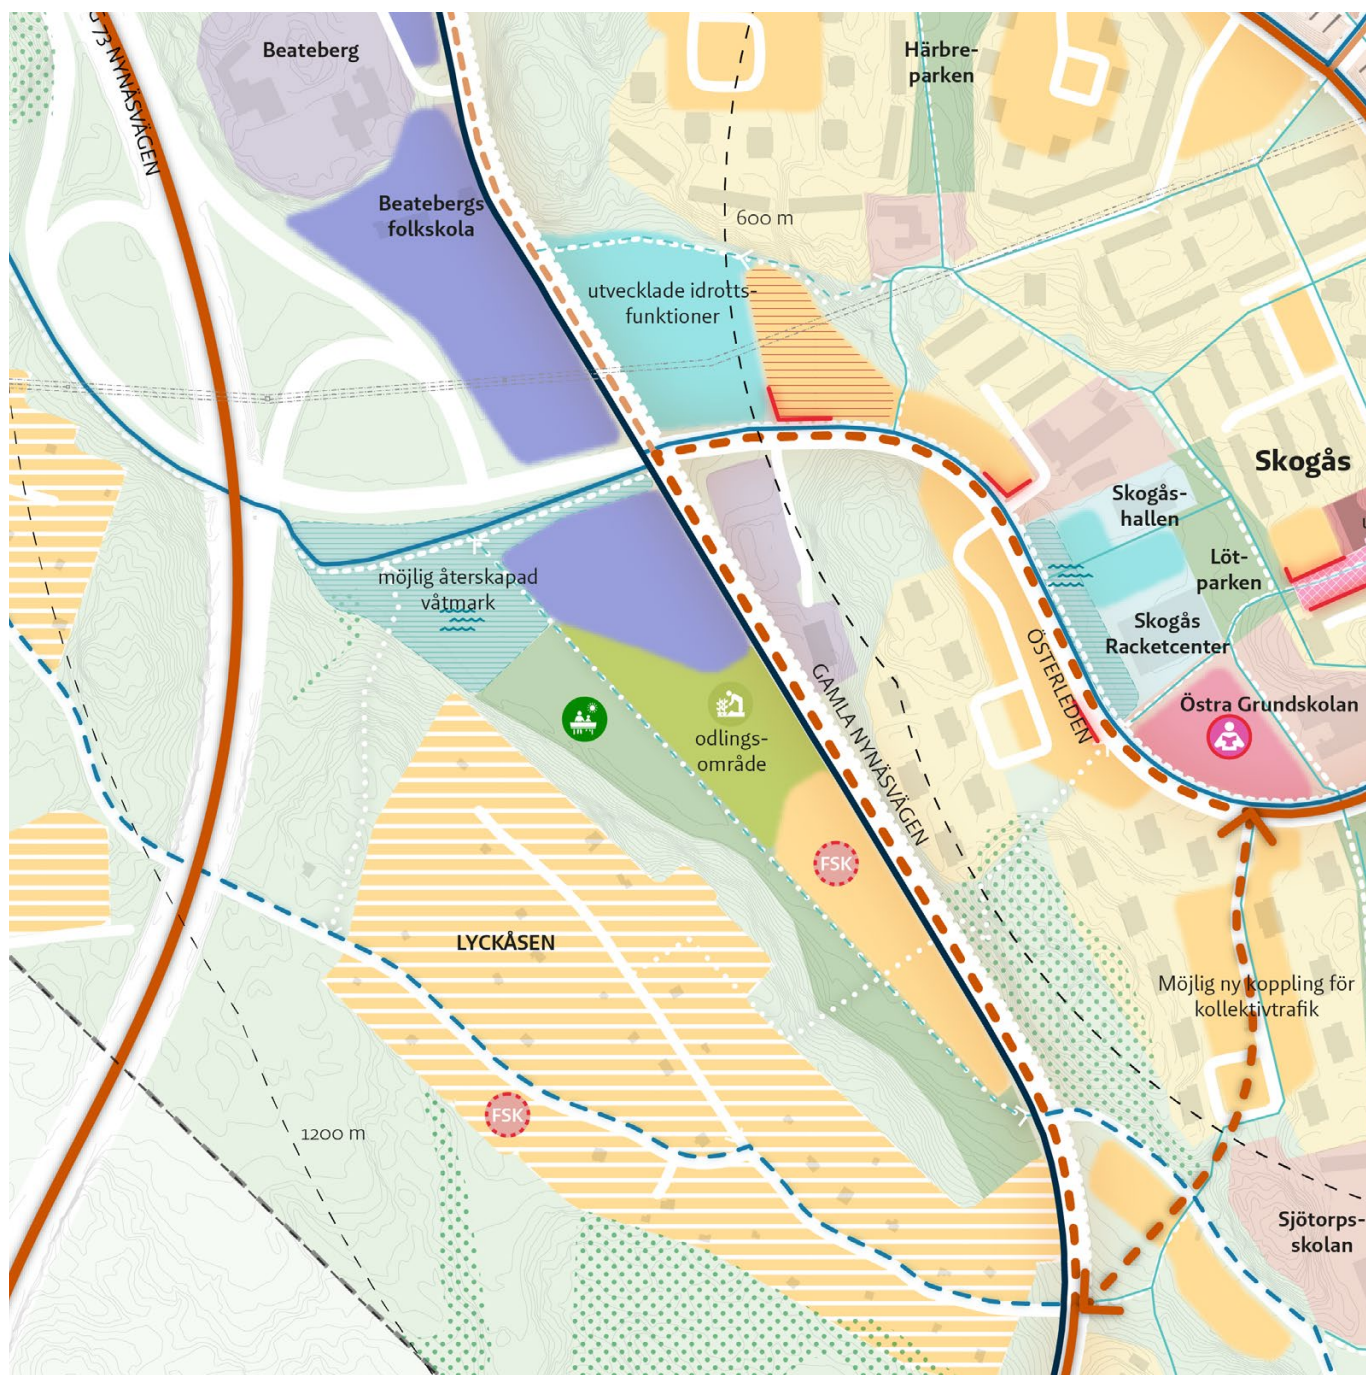 Beateberg
Härbre-
parken
G 73 NYNÄSVÄGEN
Beatebergs
folkskola
600 m
utvecklade idrotts-
funktioner
Skogås
Skogås-
hallen
Löt-
parken
möjlig återskapad
våtmark
Skogås
Racketcenter
ÖSTERLEDEN
GAMLA NYNÄSVÄGEN
Östra Grundskolan
odlings-
område
FSK
LYCKÅSEN
Möjlig ny koppling för
kollektivtrafik
FSK
1200 m
Sjötorps-
skolan